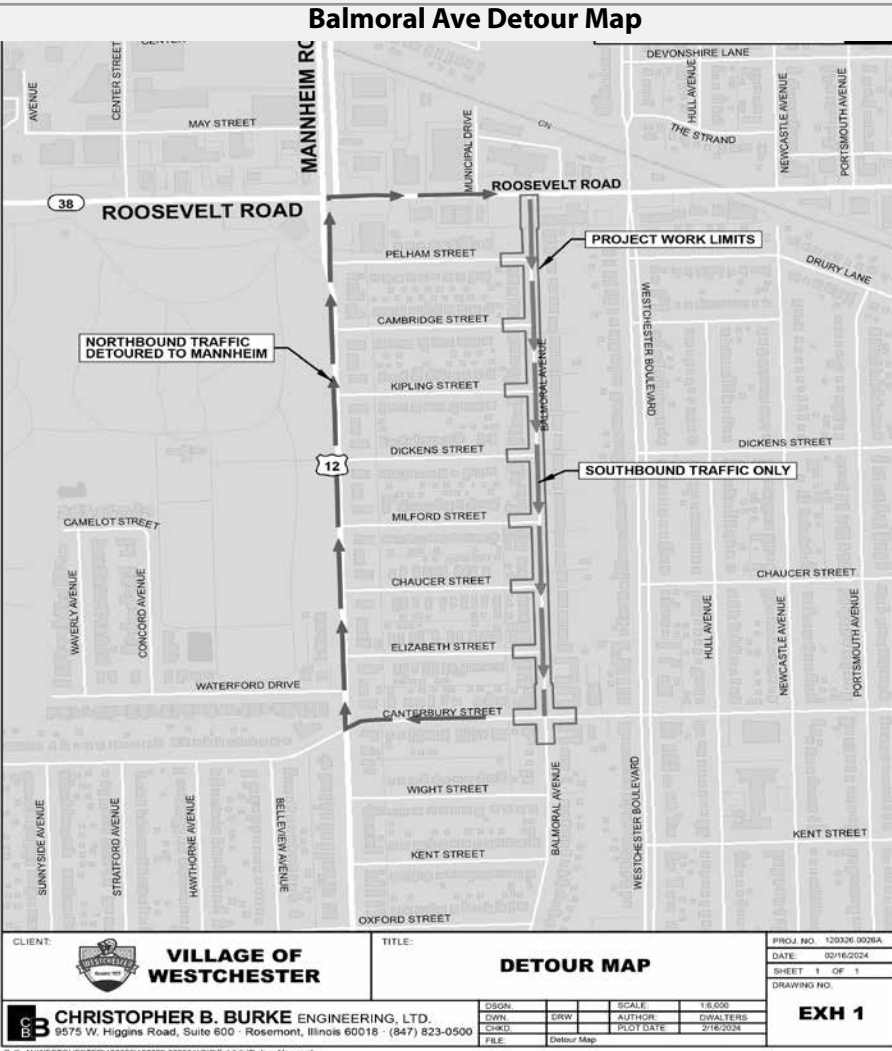 Balmoral Ave Detour Map
DEVONSHIRE LANE
AVENUE
CENTER STREET
HULL AVENUE
NEWCASTLE AVENUE
PORTSMOUTH AVENUE
MAY STREET
MANNHEIM RO
MUNICIPAL DRIVE
CN
THE STRAND
38
ROOSEVELT ROAD
ROOSEVELT ROAD
PELHAM STREET
PROJECT WORK LIMITS
DRURY LANE
CAMBRIDGE STREET
WESTCHESTER BOULEVARD
NORTHBOUND TRAFFIC
DETOURED TO MANNHEIM
KIPLING STREET
BALMORAL AVENUE
DICKENS STREET
DICKENS STREET
12
SOUTHBOUND TRAFFIC ONLY
MILFORD STREET
CAMELOT STREET
CHAUCER STREET
CHAUCER STREET
WAVERLY AVENUE
CONCORD AVENUE
HULL AVENUE
NEWCASTLE AVENUE
PORTSMOUTH AVENUE
ELIZABETH STREET
WATERFORD DRIVE
CANTERBURY STREET
WIGHT STREET
BALMORAL AVENUE
WESTCHESTER BOULEVARD
SUNNYSIDE AVENUE
STRATFORD AVENUE
HAWTHORNE AVENUE
BELLEVIEW AVENUE
KENT STREET
KENT STREET
OXFORD STREET
CLIENT:
WESTCHESTER
VILLAGE OF
WESTCHESTER
TITLE:
DETOUR MAP
PROJ. NO. 120326.0026A
DATE: 02/16/2024
SHEET 1 OF 1
DRAWING NO.
EXH 1
CB
B
CHRISTOPHER B. BURKE ENGINEERING, LTD.
9575 W. Higgins Road, Suite 600 · Rosemont, Illinois 60018 · (847) 823-0500
DSGN. SCALE: 1:6,000
DWN. DRW AUTHOR: DWALTERS
CHKD. PLOT DATE: 2/16/2024
FILE: Detour Map